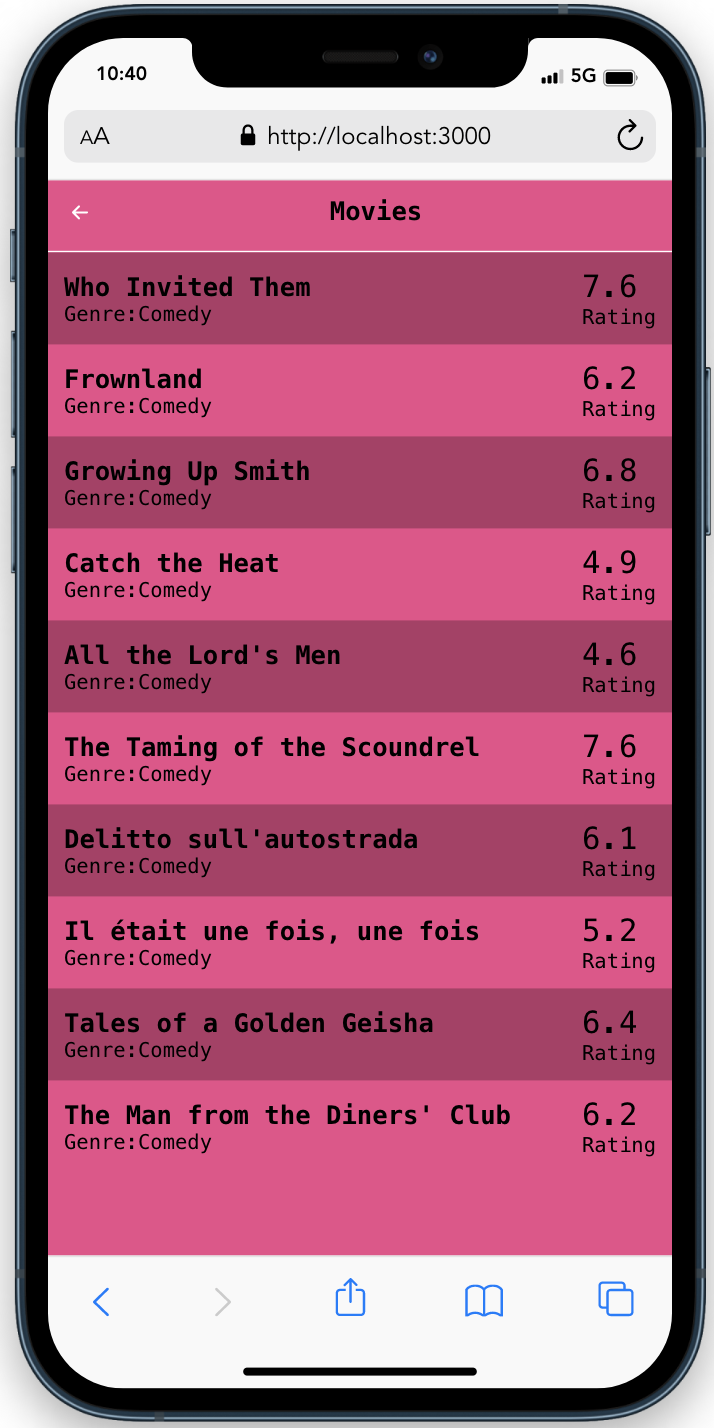 10:40
5G
AA
http://localhost:3000
Movies
Who Invited Them
7.6
Genre:Comedy
Rating
Frownland
6.2
Genre:Comedy
Rating
Growing Up Smith
6.8
Genre:Comedy
Rating
Catch the Heat
4.9
Genre:Comedy
Rating
All the Lord's Men
4.6
Genre:Comedy
Rating
The Taming of the Scoundrel
7.6
Genre:Comedy
Rating
Delitto sull'autostrada
6.1
Genre:Comedy
Rating
Il était une fois, une fois
5.2
Genre:Comedy
Rating
Tales of a Golden Geisha
6.4
Genre:Comedy
Rating
The Man from the Diners' Club
6.2
Genre:Comedy
Rating